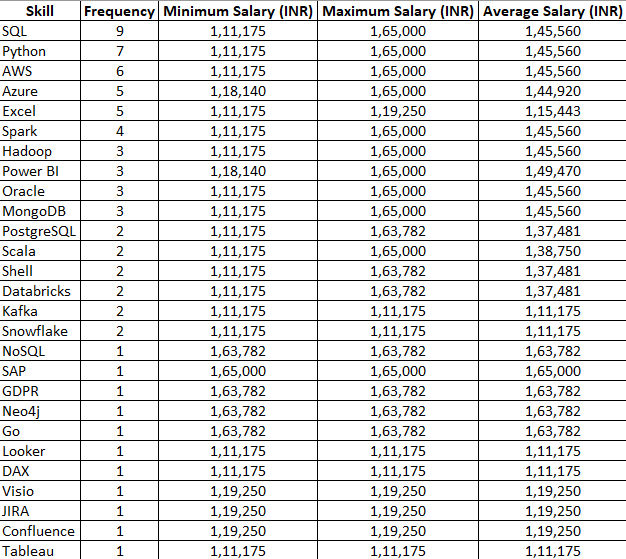 Skill Frequency Minimum Salary (INR) Maximum Salary (INR) Average Salary (INR)
SQL 9 1,11,175 1,65,000 1,45,560
Python 7 1,11,175 1,65,000 1,45,560
AWS 6 1,11,175 1,65,000 1,45,560
Azure 5 1,18,140 1,65,000 1,44,920
Excel 5 1,11,175 1,19,250 1,15,443
Spark 4 1,11,175 1,65,000 1,45,560
Hadoop 3 1,11,175 1,65,000 1,45,560
Power BI 3 1,18,140 1,65,000 1,49,470
Oracle 3 1,11,175 1,65,000 1,45,560
MongoDB 3 1,11,175 1,65,000 1,45,560
PostgreSQL 2 1,11,175 1,63,782 1,37,481
Scala 2 1,11,175 1,65,000 1,38,750
Shell 2 1,11,175 1,63,782 1,37,481
Databricks 2 1,11,175 1,63,782 1,37,481
Kafka 2 1,11,175 1,11,175 1,11,175
Snowflake 2 1,11,175 1,11,175 1,11,175
NoSQL 1 1,63,782 1,63,782 1,63,782
SAP 1 1,65,000 1,65,000 1,65,000
GDPR 1 1,63,782 1,63,782 1,63,782
Neo4j 1 1,63,782 1,63,782 1,63,782
Go 1 1,63,782 1,63,782 1,63,782
Looker 1 1,11,175 1,11,175 1,11,175
DAX 1 1,11,175 1,11,175 1,11,175
Visio 1 1,19,250 1,19,250 1,19,250
JIRA 1 1,19,250 1,19,250 1,19,250
Confluence 1 1,19,250 1,19,250 1,19,250
Tableau 1 1,11,175 1,11,175 1,11,175